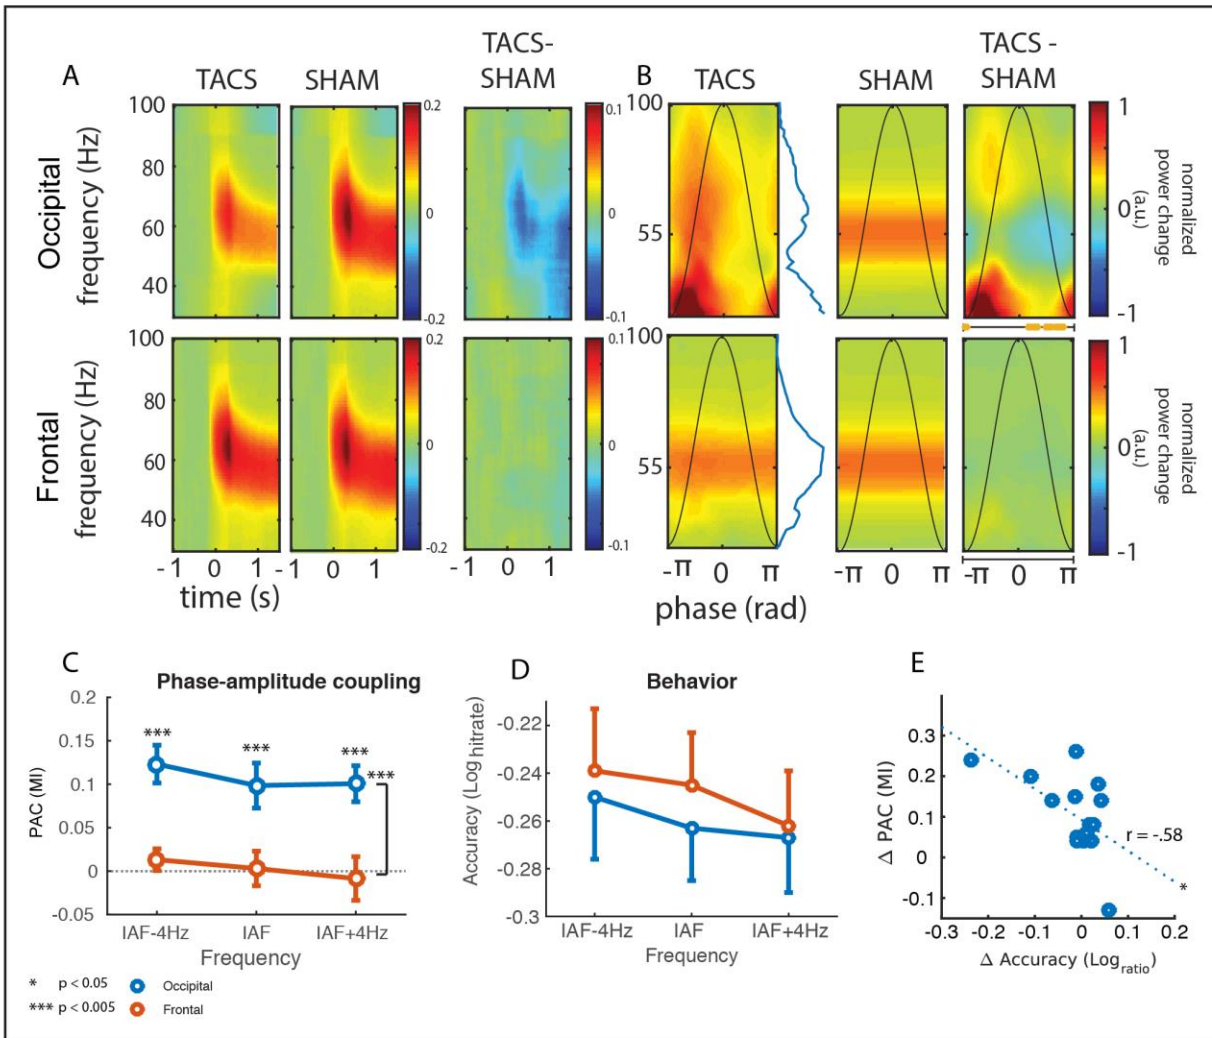 TACS-
TACS -
A
TACS
SHAM
SHAM
B
TACS
SHAM
SHAM
Occipital
frequency (Hz)
100
80
60
40
0.2
0
-0.2
0.1
0
-0.1
100
55
1
0
-1
normalized
power change
(a.u.)
Frontal
frequency (Hz)
100
80
60
40
0.2
0
-0.2
0.1
0
-0.1
100
55
1
0
-1
normalized
power change
(a.u.)
-1 0 1
-1 0 1
-1 0 1
-π 0 π
-π 0 π
-π 0 π
time (s)
phase (rad)
C
Phase-amplitude coupling
PAC (MI)
0.2
0.15
0.1
0.05
0
-0.05
***
***
***
***
IAF-4Hz IAF IAF+4Hz
Frequency
* p < 0.05
*** p < 0.005
Occipital
Frontal
D
Behavior
Accuracy (Log hitrate)
-0.22
-0.24
-0.26
-0.28
-0.3
IAF-4Hz IAF IAF+4Hz
Frequency
E
Δ PAC (MI)
0.3
0.2
0.1
0
-0.1
r = -.58
*
-0.3 -0.2 -0.1 0 0.1 0.2
Δ Accuracy (Log ratio)